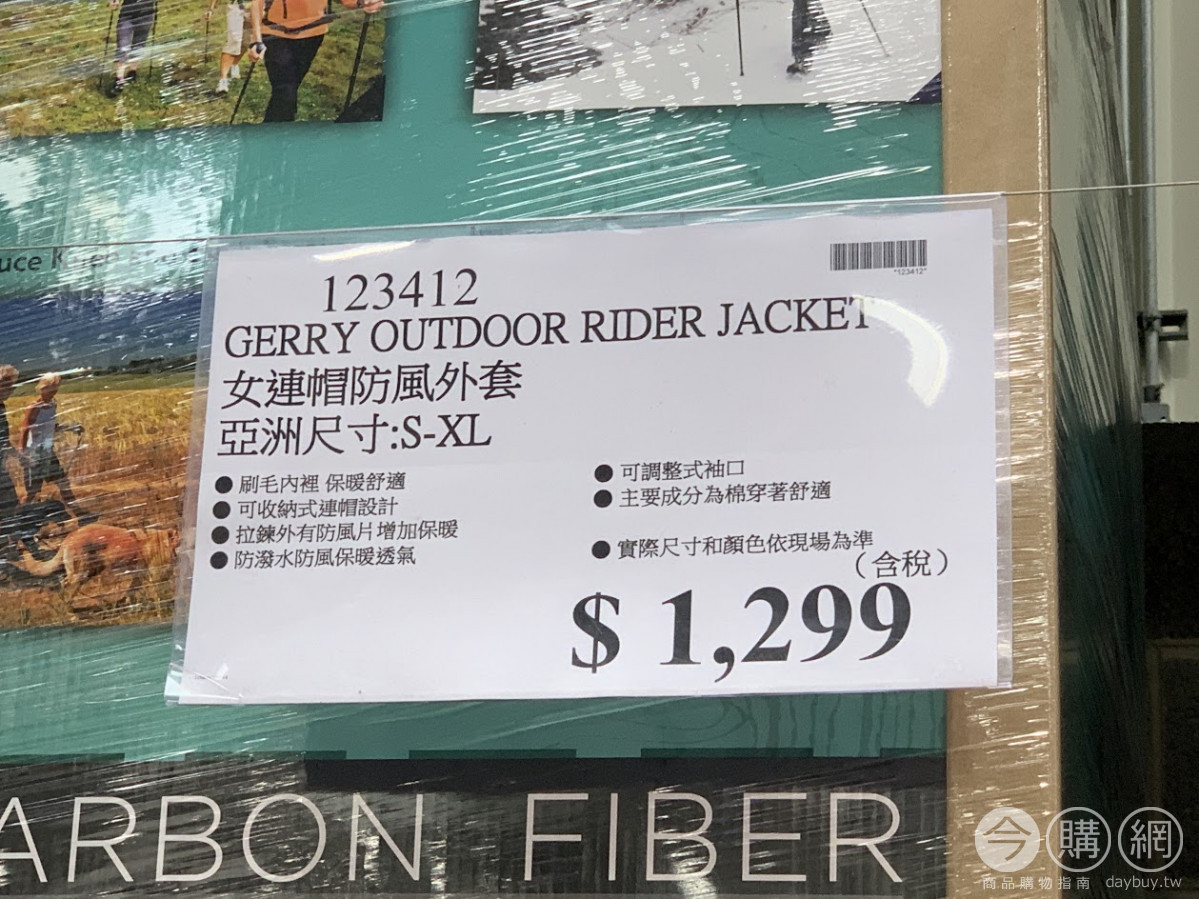 123412
*123412*
GERRY OUTDOOR RIDER JACKET
女連帽防風外套
亞洲尺寸:S-XL
● 刷毛內裡 保暖舒適
● 可收納式連帽設計
● 拉鍊外有防風片增加保暖
● 防潑水防風保暖透氣
● 可調整式袖口
● 主要成分為棉穿著舒適
● 實際尺寸和顏色依現場為準
（含稅）
$ 1,299
ARBON FIBER
今購網
商品購物指南 daybuy.tw